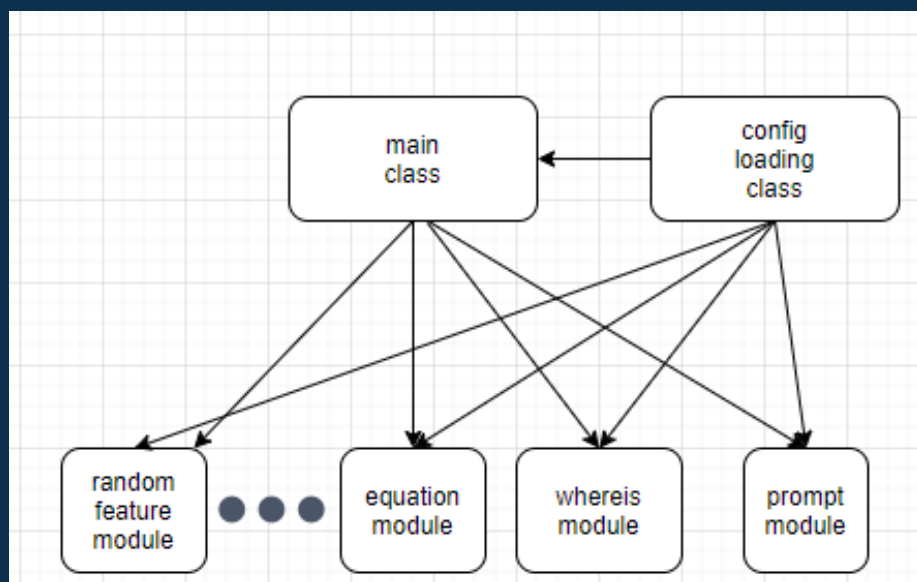 main
class
config
loading
class
random
feature
module
equation
module
whereis
module
prompt
module